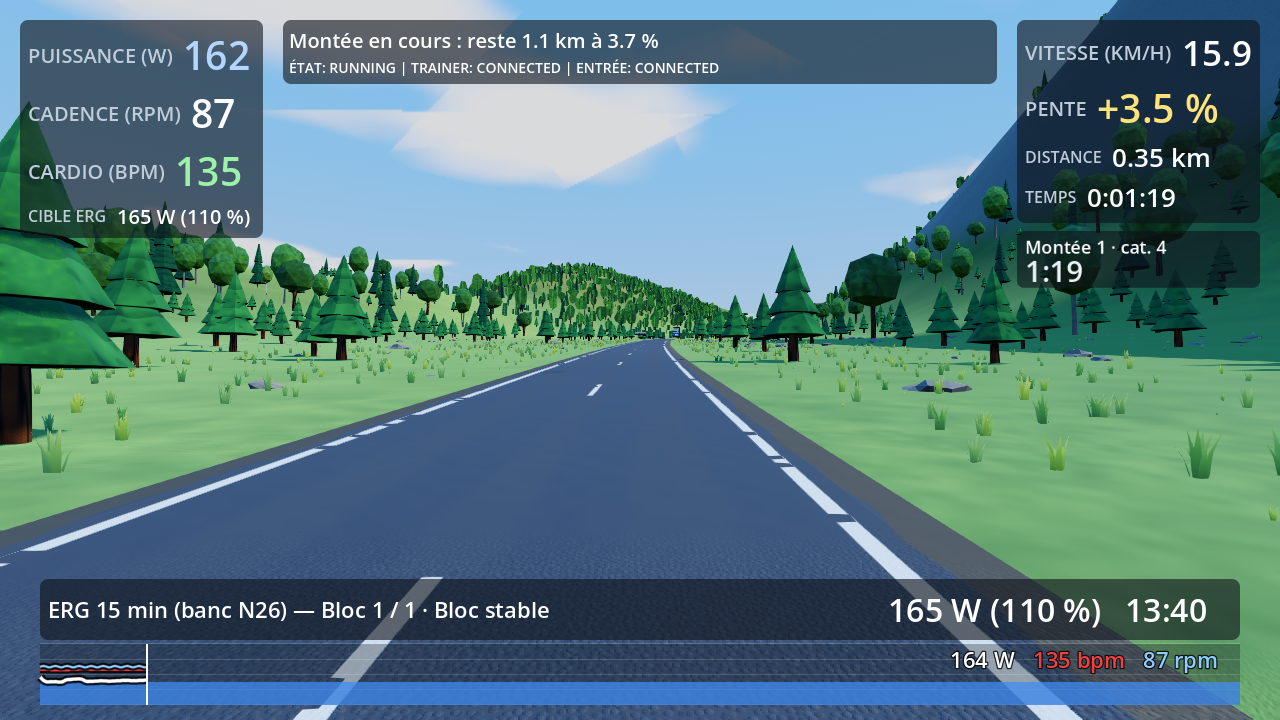 PUISSANCE (W) 162
CADENCE (RPM) 87
CARDIO (BPM) 135
CIBLE ERG 165 W (110 %)
Montée en cours : reste 1.1 km à 3.7 %
ÉTAT: RUNNING | TRAINER: CONNECTED | ENTRÉE: CONNECTED
VITESSE (KM/H) 15.9
PENTE +3.5 %
DISTANCE 0.35 km
TEMPS 0:01:19
Montée 1 · cat. 4
1:19
ERG 15 min (banc N26) — Bloc 1 / 1 · Bloc stable 165 W (110 %) 13:40
164 W 135 bpm 87 rpm